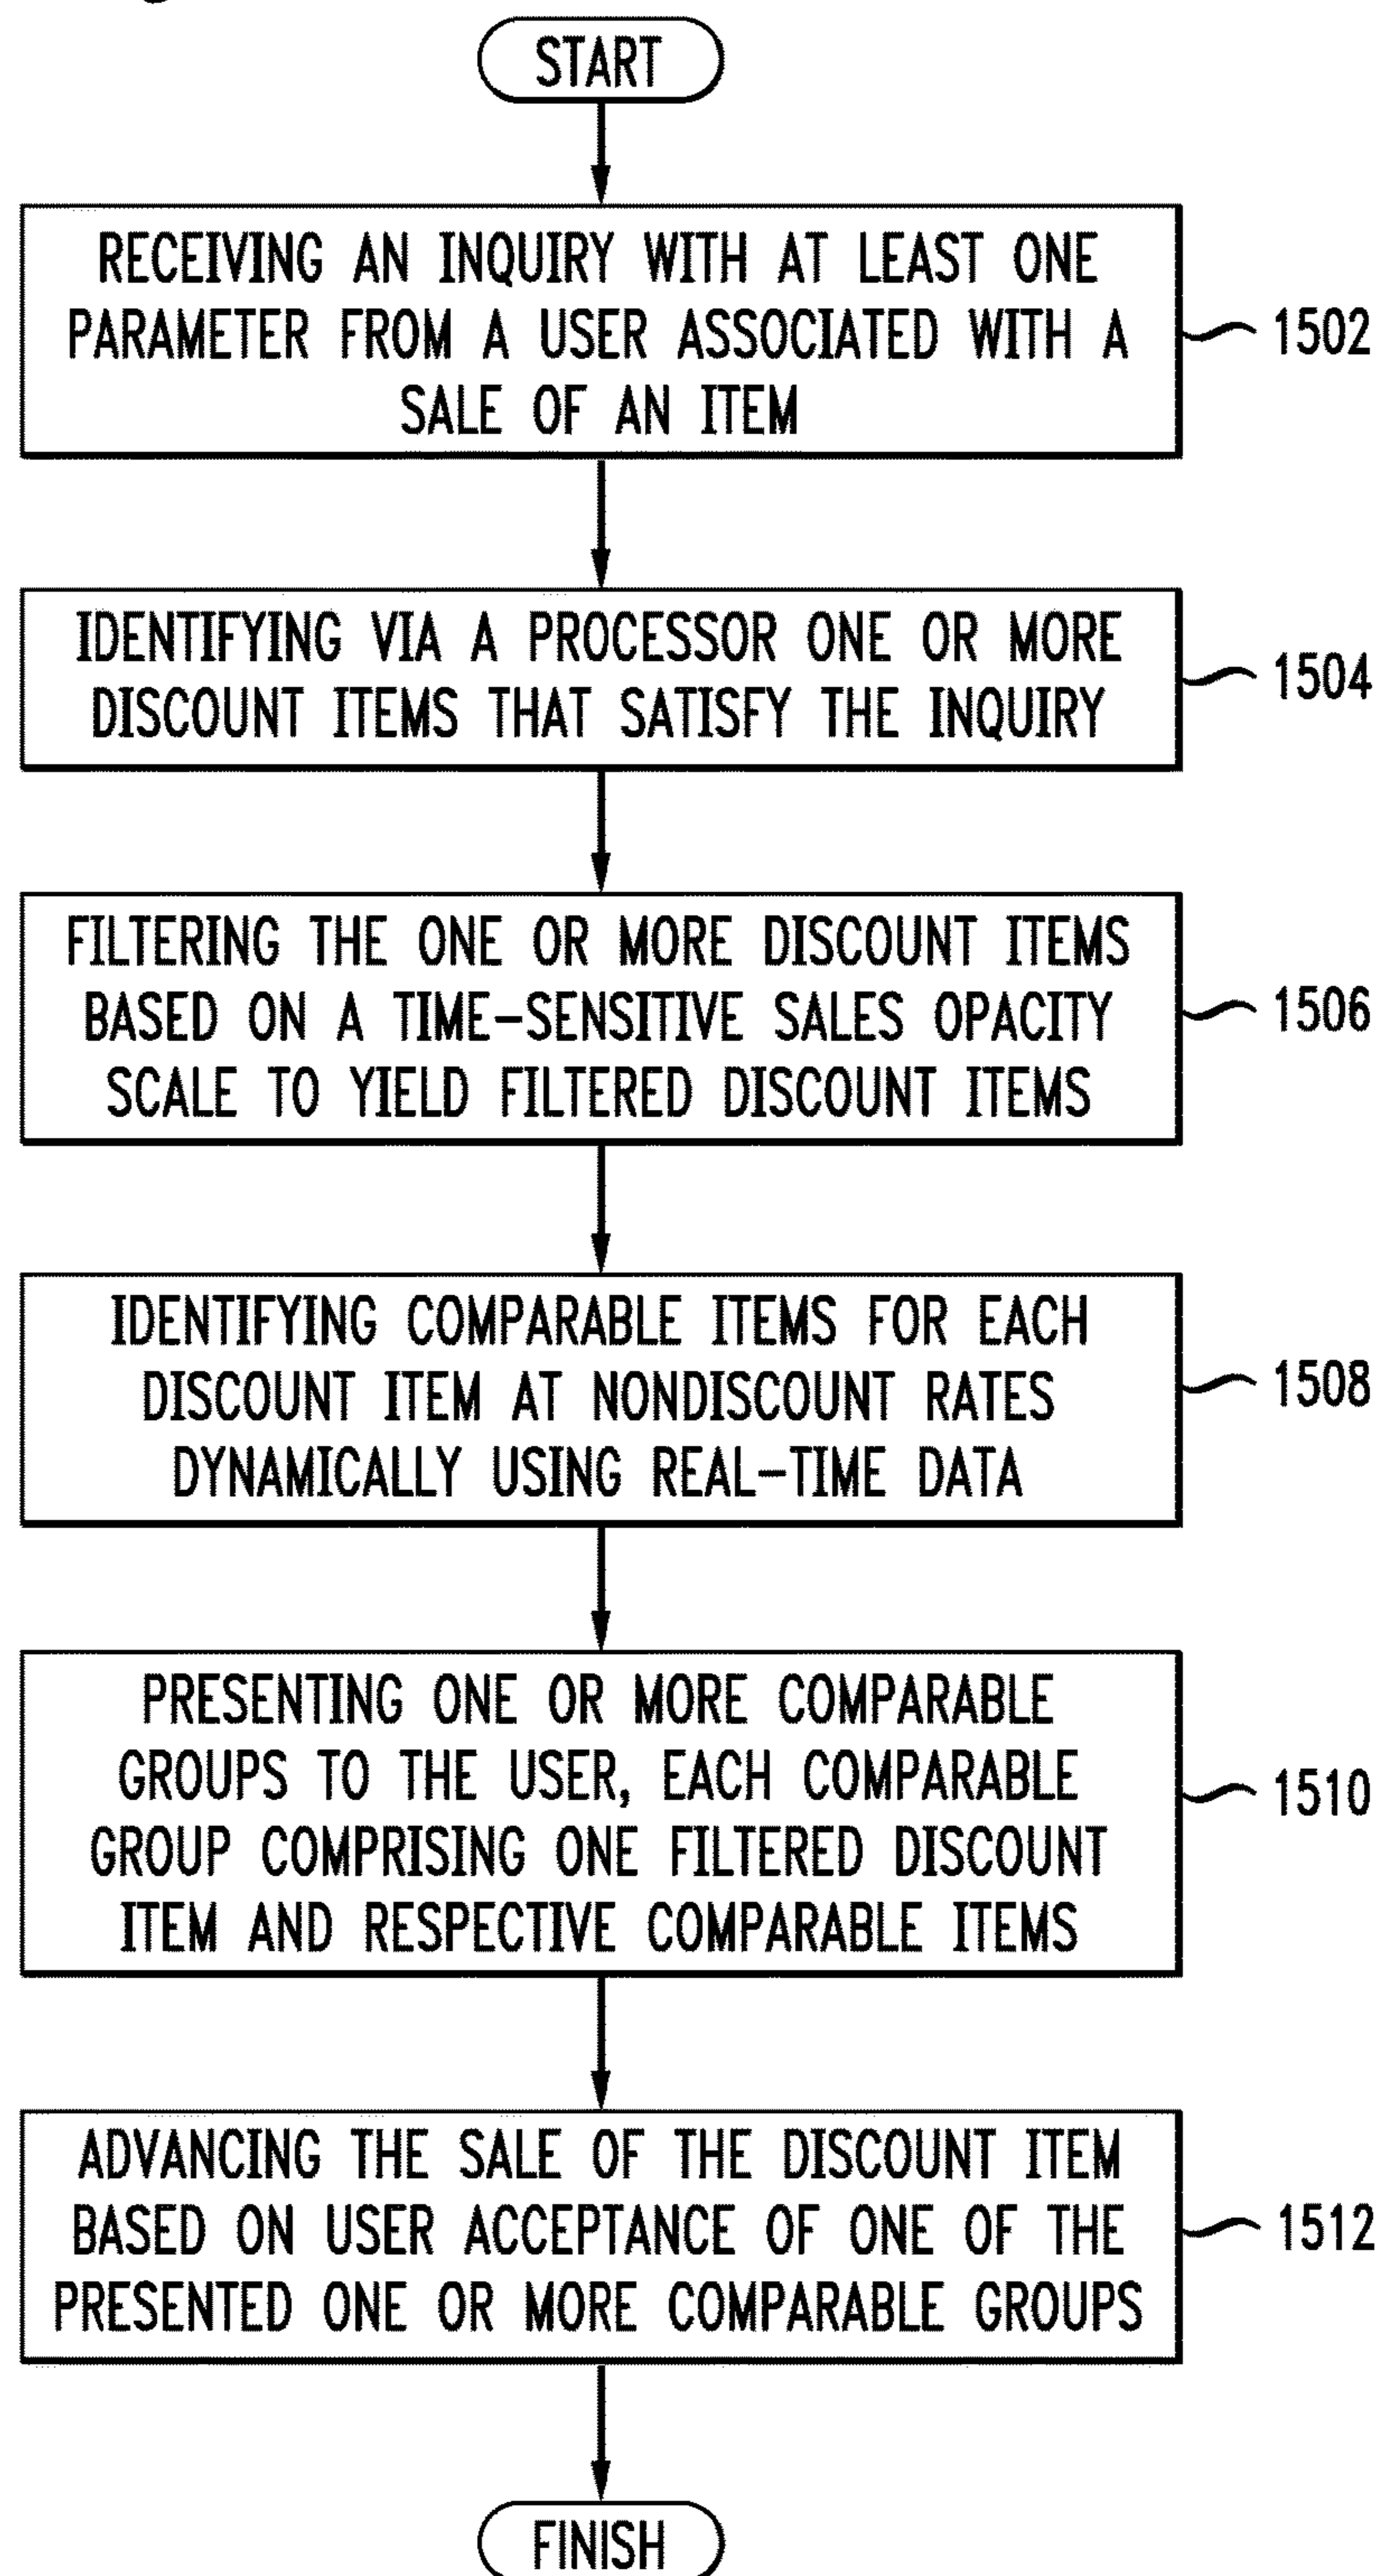 START
RECEIVING AN INQUIRY WITH AT LEAST ONE
PARAMETER FROM A USER ASSOCIATED WITH A
SALE OF AN ITEM
1502
IDENTIFYING VIA A PROCESSOR ONE OR MORE
DISCOUNT ITEMS THAT SATISFY THE INQUIRY
1504
FILTERING THE ONE OR MORE DISCOUNT ITEMS
BASED ON A TIME-SENSITIVE SALES OPACITY
SCALE TO YIELD FILTERED DISCOUNT ITEMS
1506
IDENTIFYING COMPARABLE ITEMS FOR EACH
DISCOUNT ITEM AT NONDISCOUNT RATES
DYNAMICALLY USING REAL-TIME DATA
1508
PRESENTING ONE OR MORE COMPARABLE
GROUPS TO THE USER, EACH COMPARABLE
GROUP COMPRISING ONE FILTERED DISCOUNT
ITEM AND RESPECTIVE COMPARABLE ITEMS
1510
ADVANCING THE SALE OF THE DISCOUNT ITEM
BASED ON USER ACCEPTANCE OF ONE OF THE
PRESENTED ONE OR MORE COMPARABLE GROUPS
1512
FINISH